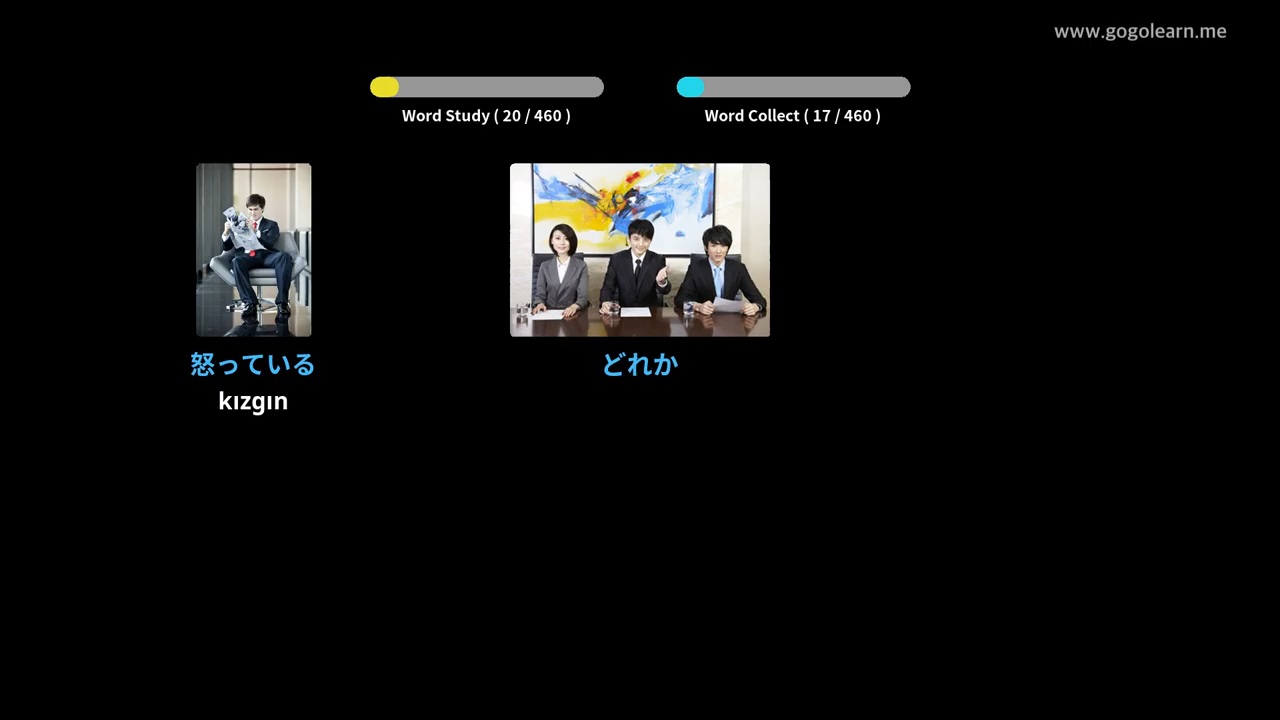 www.gogolearn.me
Word Study ( 20 / 460 )
Word Collect ( 17 / 460 )
怒っている
kızgın
どれか